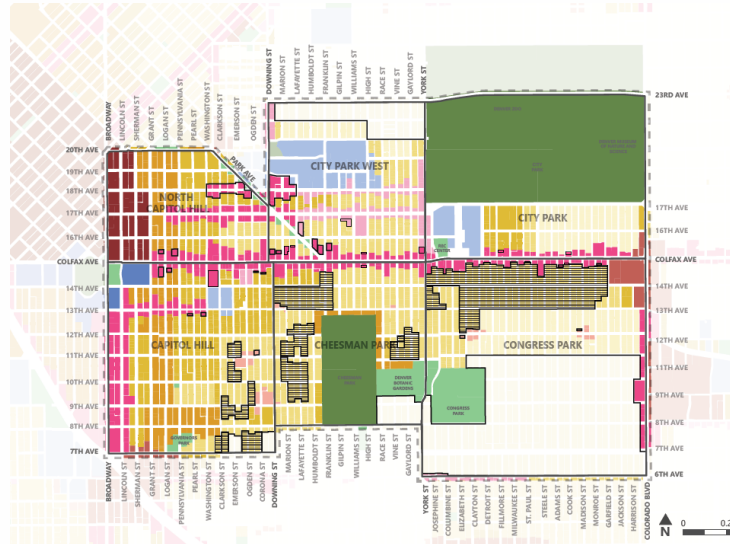 DOWNING ST
MARION ST
LAFAYETTE ST
HUMBOLDT ST
FRANKLIN ST
GILPIN ST
WILLIAMS ST
HIGH ST
RACE ST
VINE ST
GAYLORD ST
YORK ST
BROADWAY
LINCOLN ST
SHERMAN ST
GRANT ST
LOGAN ST
PENNSYLVANIA ST
PEARL ST
WASHINGTON ST
CLARKSON ST
EMERSON ST
OGDEN ST
23RD AVE
20TH AVE
19TH AVE
18TH AVE
17TH AVE
16TH AVE
COLFAX AVE
14TH AVE
13TH AVE
12TH AVE
11TH AVE
10TH AVE
9TH AVE
8TH AVE
7TH AVE
PARK AVE
CITY PARK WEST
NORTH
CAPITOL HILL
CITY PARK
17TH AVE
16TH AVE
COLFAX AVE
14TH AVE
13TH AVE
12TH AVE
11TH AVE
9TH AVE
8TH AVE
7TH AVE
6TH AVE
CAPITOL HILL
CHEESMAN PARK
CONGRESS PARK
DENVER
BOTANIC
GARDENS
CONGRESS
PARK
GOVERNORS
PARK
BROADWAY
LINCOLN ST
SHERMAN ST
GRANT ST
LOGAN ST
PENNSYLVANIA ST
PEARL ST
WASHINGTON ST
CLARKSON ST
EMERSON ST
OGDEN ST
CORONA ST
DOWNING ST
MARION ST
LAFAYETTE ST
HUMBOLDT ST
FRANKLIN ST
GILPIN ST
WILLIAMS ST
HIGH ST
RACE ST
VINE ST
GAYLORD ST
YORK ST
JOSEPHINE ST
COLUMBINE ST
ELIZABETH ST
CLAYTON ST
DETROIT ST
FILLMORE ST
MILWAUKEE ST
ST. PAUL ST
STEELE ST
ADAMS ST
COOK ST
MADISON ST
MONROE ST
GARFIELD ST
JACKSON ST
HARRISON ST
COLORADO BLVD
N
0